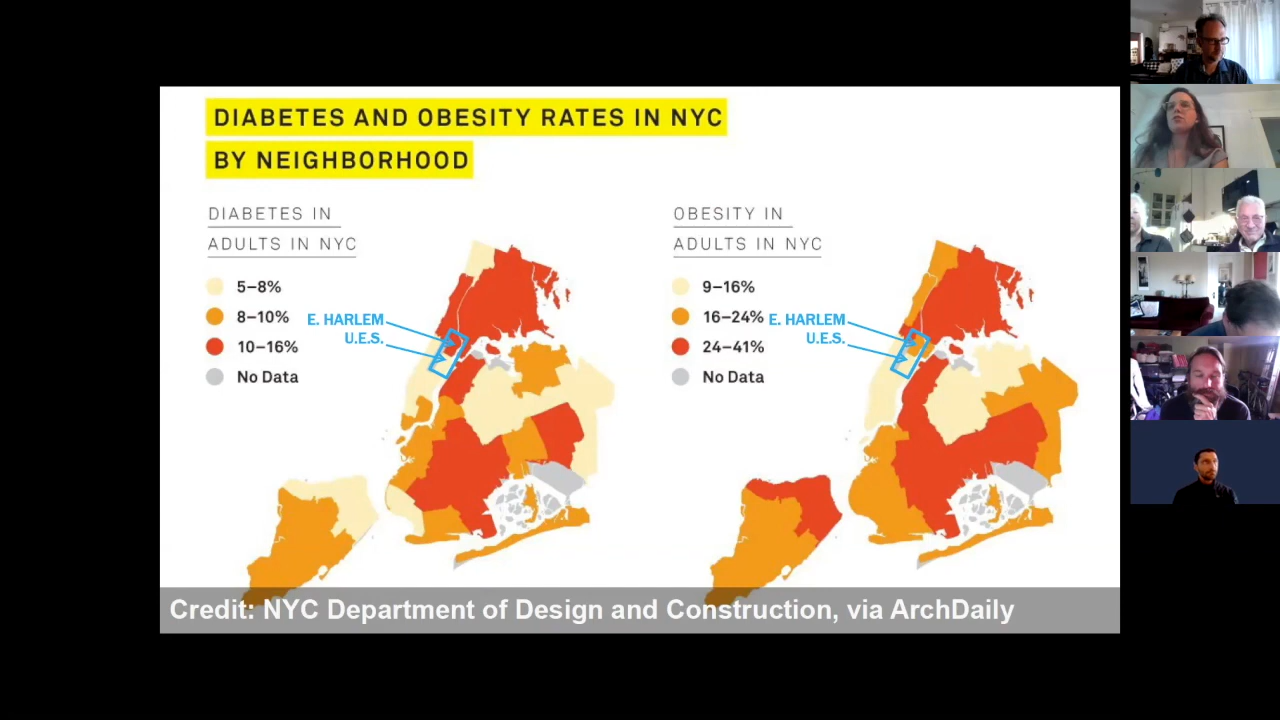 DIABETES AND OBESITY RATES IN NYC
BY NEIGHBORHOOD
DIABETES IN
ADULTS IN NYC
5–8%
8–10%
10–16%
No Data
E. HARLEM
U.E.S.
OBESITY IN
ADULTS IN NYC
9–16%
16–24%
24–41%
No Data
E. HARLEM
U.E.S.
Credit: NYC Department of Design and Construction, via ArchDaily